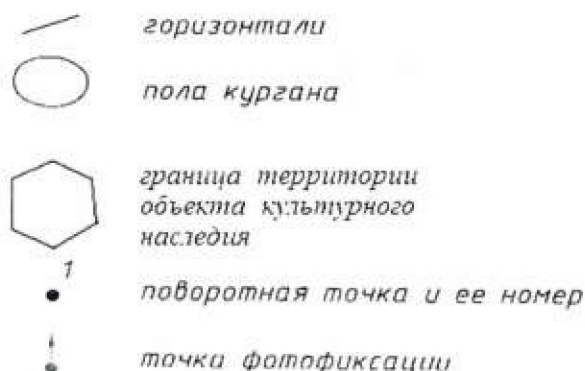 горизонтали
пола кургана
граница территории
объекта культурного
наследия
1
поворотная точка и ее номер
точка фотофиксации